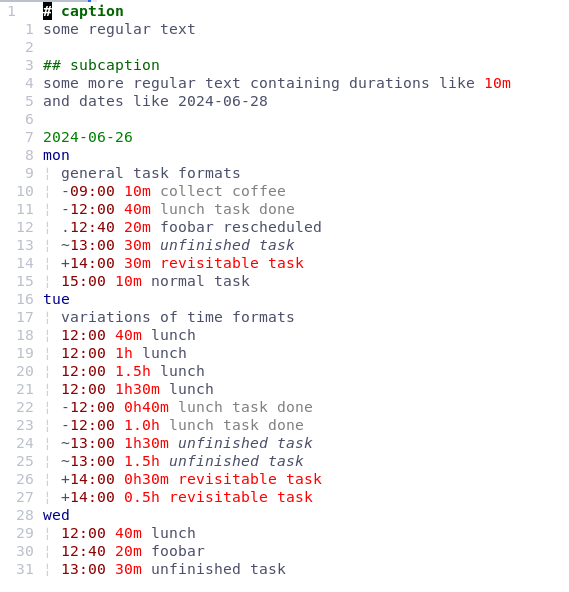 1 # caption
1 some regular text
2
3 ## subcaption
4 some more regular text containing durations like 10m
5 and dates like 2024-06-28
6
7 2024-06-26
8 mon
9 ¦ general task formats
10 ¦ -09:00 10m collect coffee
11 ¦ -12:00 40m lunch task done
12 ¦ .12:40 20m foobar rescheduled
13 ¦ ~13:00 30m unfinished task
14 ¦ +14:00 30m revisitable task
15 ¦ 15:00 10m normal task
16 tue
17 ¦ variations of time formats
18 ¦ 12:00 40m lunch
19 ¦ 12:00 1h lunch
20 ¦ 12:00 1.5h lunch
21 ¦ 12:00 1h30m lunch
22 ¦ -12:00 0h40m lunch task done
23 ¦ -12:00 1.0h lunch task done
24 ¦ ~13:00 1h30m unfinished task
25 ¦ ~13:00 1.5h unfinished task
26 ¦ +14:00 0h30m revisitable task
27 ¦ +14:00 0.5h revisitable task
28 wed
29 ¦ 12:00 40m lunch
30 ¦ 12:40 20m foobar
31 ¦ 13:00 30m unfinished task